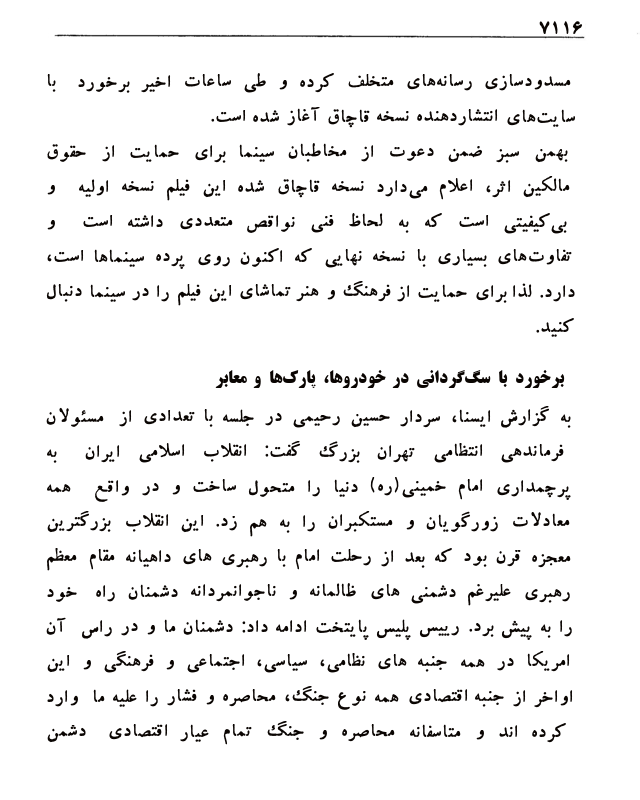 ۷۱۱۶
مسدودسازی رسانه‌های متخلف کرده و طی ساعات اخیر برخورد با
سایت‌های انتشاردهنده نسخه قاچاق آغاز شده است.
بهمن سبز ضمن دعوت از مخاطبان سینما برای حمایت از حقوق
مالکین اثر، اعلام می‌دارد نسخه قاچاق شده این فیلم نسخه اولیه و
بی‌کیفیتی است که به لحاظ فنی نواقص متعددی داشته است و
تفاوت‌های بسیاری با نسخه نهایی که اکنون روی پرده سینماها است،
دارد. لذا برای حمایت از فرهنگ و هنر تماشای این فیلم را در سینما دنبال
کنید.
برخورد با سگ‌گردانی در خودروها، پارک‌ها و معابر
به گزارش ایسنا، سردار حسین رحیمی در جلسه با تعدادی از مسئولان
فرماندهی انتظامی تهران بزرگ گفت: انقلاب اسلامی ایران به
پرچمداری امام خمینی(ره) دنیا را متحول ساخت و در واقع همه
معادلات زورگویان و مستکبران را به هم زد. این انقلاب بزرگترین
معجزه قرن بود که بعد از رحلت امام با رهبری های داهیانه مقام معظم
رهبری علیرغم دشمنی های ظالمانه و ناجوانمردانه دشمنان راه خود
را به پیش برد. رییس پلیس پایتخت ادامه داد: دشمنان ما و در راس آن
امریکا در همه جنبه های نظامی، سیاسی، اجتماعی و فرهنگی و این
اواخر از جنبه اقتصادی همه نوع جنگ، محاصره و فشار را علیه ما وارد
کرده اند و متاسفانه محاصره و جنگ تمام عیار اقتصادی دشمن